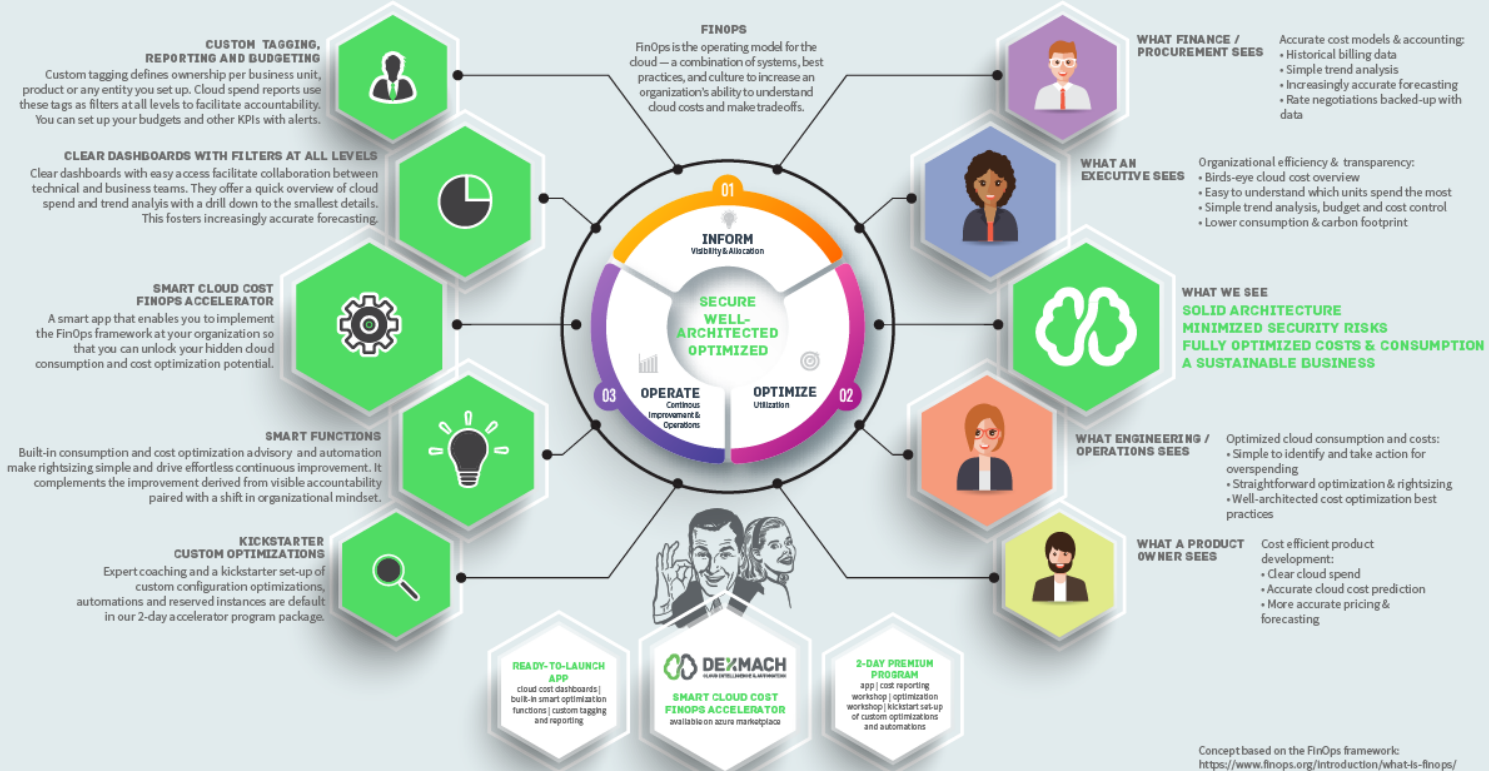 CUSTOM TAGGING,
REPORTING AND BUDGETING
Custom tagging defines ownership per business unit,
product or any entity you set up. Cloud spend reports use
these tags as filters at all levels to facilitate accountability.
You can set up your budgets and other KPIs with alerts.
CLEAR DASHBOARDS WITH FILTERS AT ALL LEVELS
Clear dashboards with easy access facilitate collaboration between
technical and business teams. They offer a quick overview of cloud
spend and trend analyis with a drill down to the smallest details.
This fosters increasingly accurate forecasting.
SMART CLOUD COST
FINOPS ACCELERATOR
A smart app that enables you to implement
the FinOps framework at your organization so
that you can unlock your hidden cloud
consumption and cost optimization potential.
SMART FUNCTIONS
Built-in consumption and cost optimization advisory and automation
make rightsizing simple and drive effortless continuous improvement. It
complements the improvement derived from visible accountability
paired with a shift in organizational mindset.
KICKSTARTER
CUSTOM OPTIMIZATIONS
Expert coaching and a kickstarter set-up of
custom configuration optimizations,
automations and reserved instances are default
in our 2-day accelerator program package.
FINOPS
FinOps is the operating model for the
cloud — a combination of systems, best
practices, and culture to increase an
organization's ability to understand
cloud costs and make tradeoffs.
01
INFORM
Visibility & Allocation
SECURE
WELL-
ARCHITECTED
OPTIMIZED
03
OPERATE
Continous
Improvement &
Operations
OPTIMIZE
Utilization
02
WHAT FINANCE /
PROCUREMENT SEES
Accurate cost models & accounting:
• Historical billing data
• Simple trend analysis
• Increasingly accurate forecasting
• Rate negotiations backed-up with
data
WHAT AN
EXECUTIVE SEES
Organizational efficiency & transparency:
• Birds-eye cloud cost overview
• Easy to understand which units spend the most
• Simple trend analysis, budget and cost control
• Lower consumption & carbon footprint
WHAT WE SEE
SOLID ARCHITECTURE
MINIMIZED SECURITY RISKS
FULLY OPTIMIZED COSTS & CONSUMPTION
A SUSTAINABLE BUSINESS
WHAT ENGINEERING /
OPERATIONS SEES
Optimized cloud consumption and costs:
• Simple to identify and take action for
overspending
• Straightforward optimization & rightsizing
• Well-architected cost optimization best
practices
WHAT A PRODUCT
OWNER SEES
Cost efficient product
development:
• Clear cloud spend
• Accurate cloud cost prediction
• More accurate pricing &
forecasting
READY-TO-LAUNCH
APP
cloud cost dashboards |
built-in smart optimization
functions | custom tagging
and reporting
DEXMACH
CLOUD INTELLIGENCE & AUTOMATION
SMART CLOUD COST
FINOPS ACCELERATOR
available on azure marketplace
2-DAY PREMIUM
PROGRAM
app | cost reporting
workshop | optimization
workshop | kickstart set-up
of custom optimizations
and automations
Concept based on the FinOps framework:
https://www.finops.org/introduction/what-is-finops/